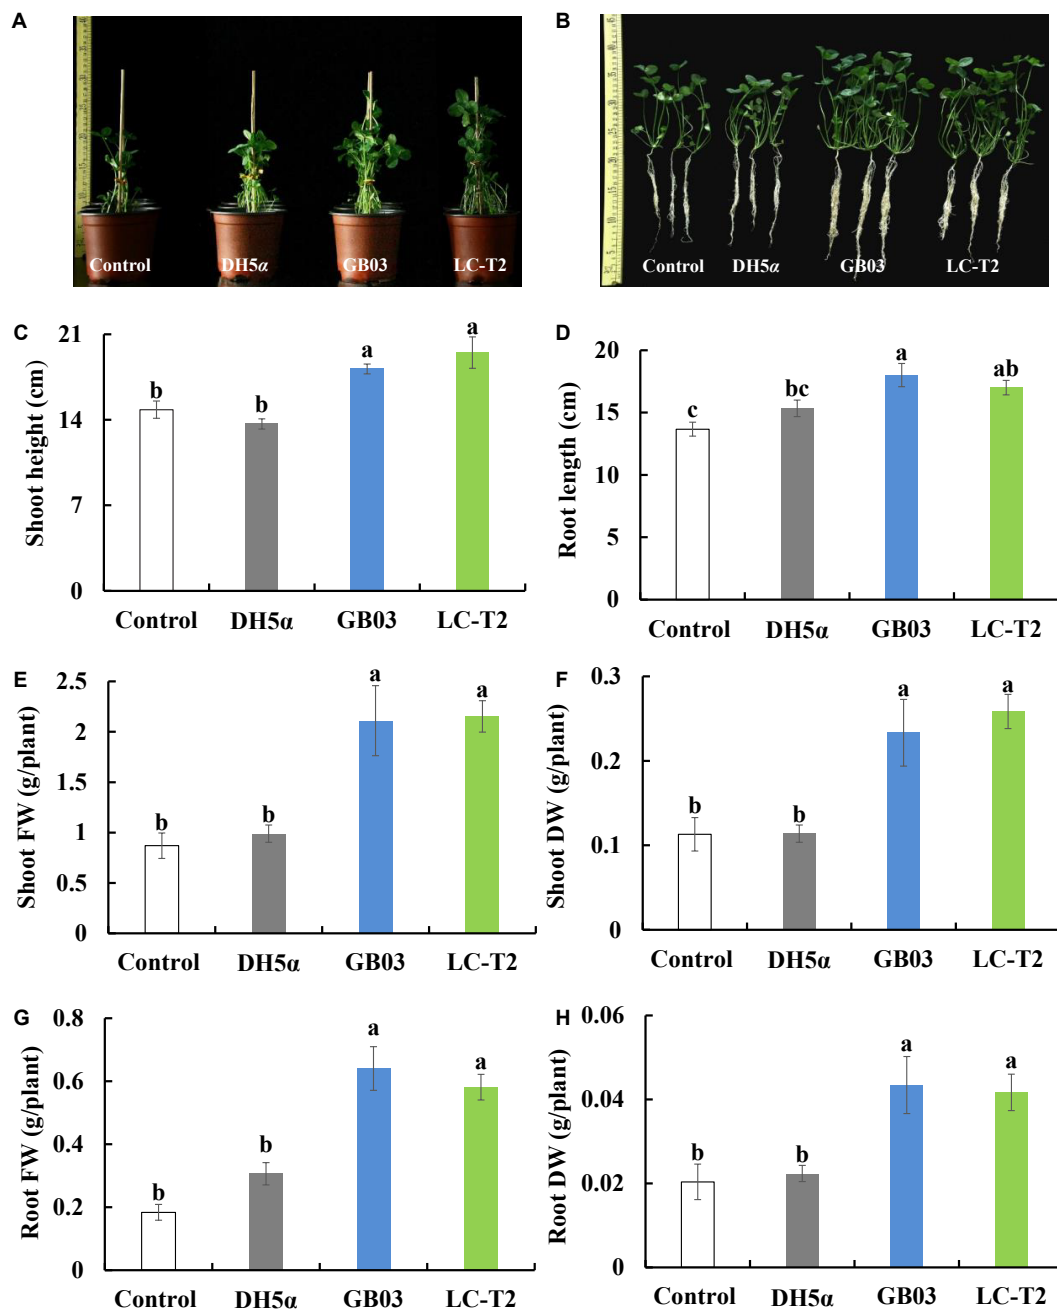 A
B
Control
DH5α
GB03
LC-T2
Control
DH5α
GB03
LC-T2
C
Shoot height (cm)
21
14
7
0
b
b
a
a
Control
DH5α
GB03
LC-T2
D
Root length (cm)
20
15
10
5
0
c
bc
a
ab
Control
DH5α
GB03
LC-T2
E
Shoot FW (g/plant)
2.5
2
1.5
1
0.5
0
b
b
a
a
Control
DH5α
GB03
LC-T2
F
Shoot DW (g/plant)
0.3
0.2
0.1
0
b
b
a
a
Control
DH5α
GB03
LC-T2
G
Root FW (g/plant)
0.8
0.6
0.4
0.2
0
b
b
a
a
Control
DH5α
GB03
LC-T2
H
Root DW (g/plant)
0.06
0.04
0.02
0
b
b
a
a
Control
DH5α
GB03
LC-T2